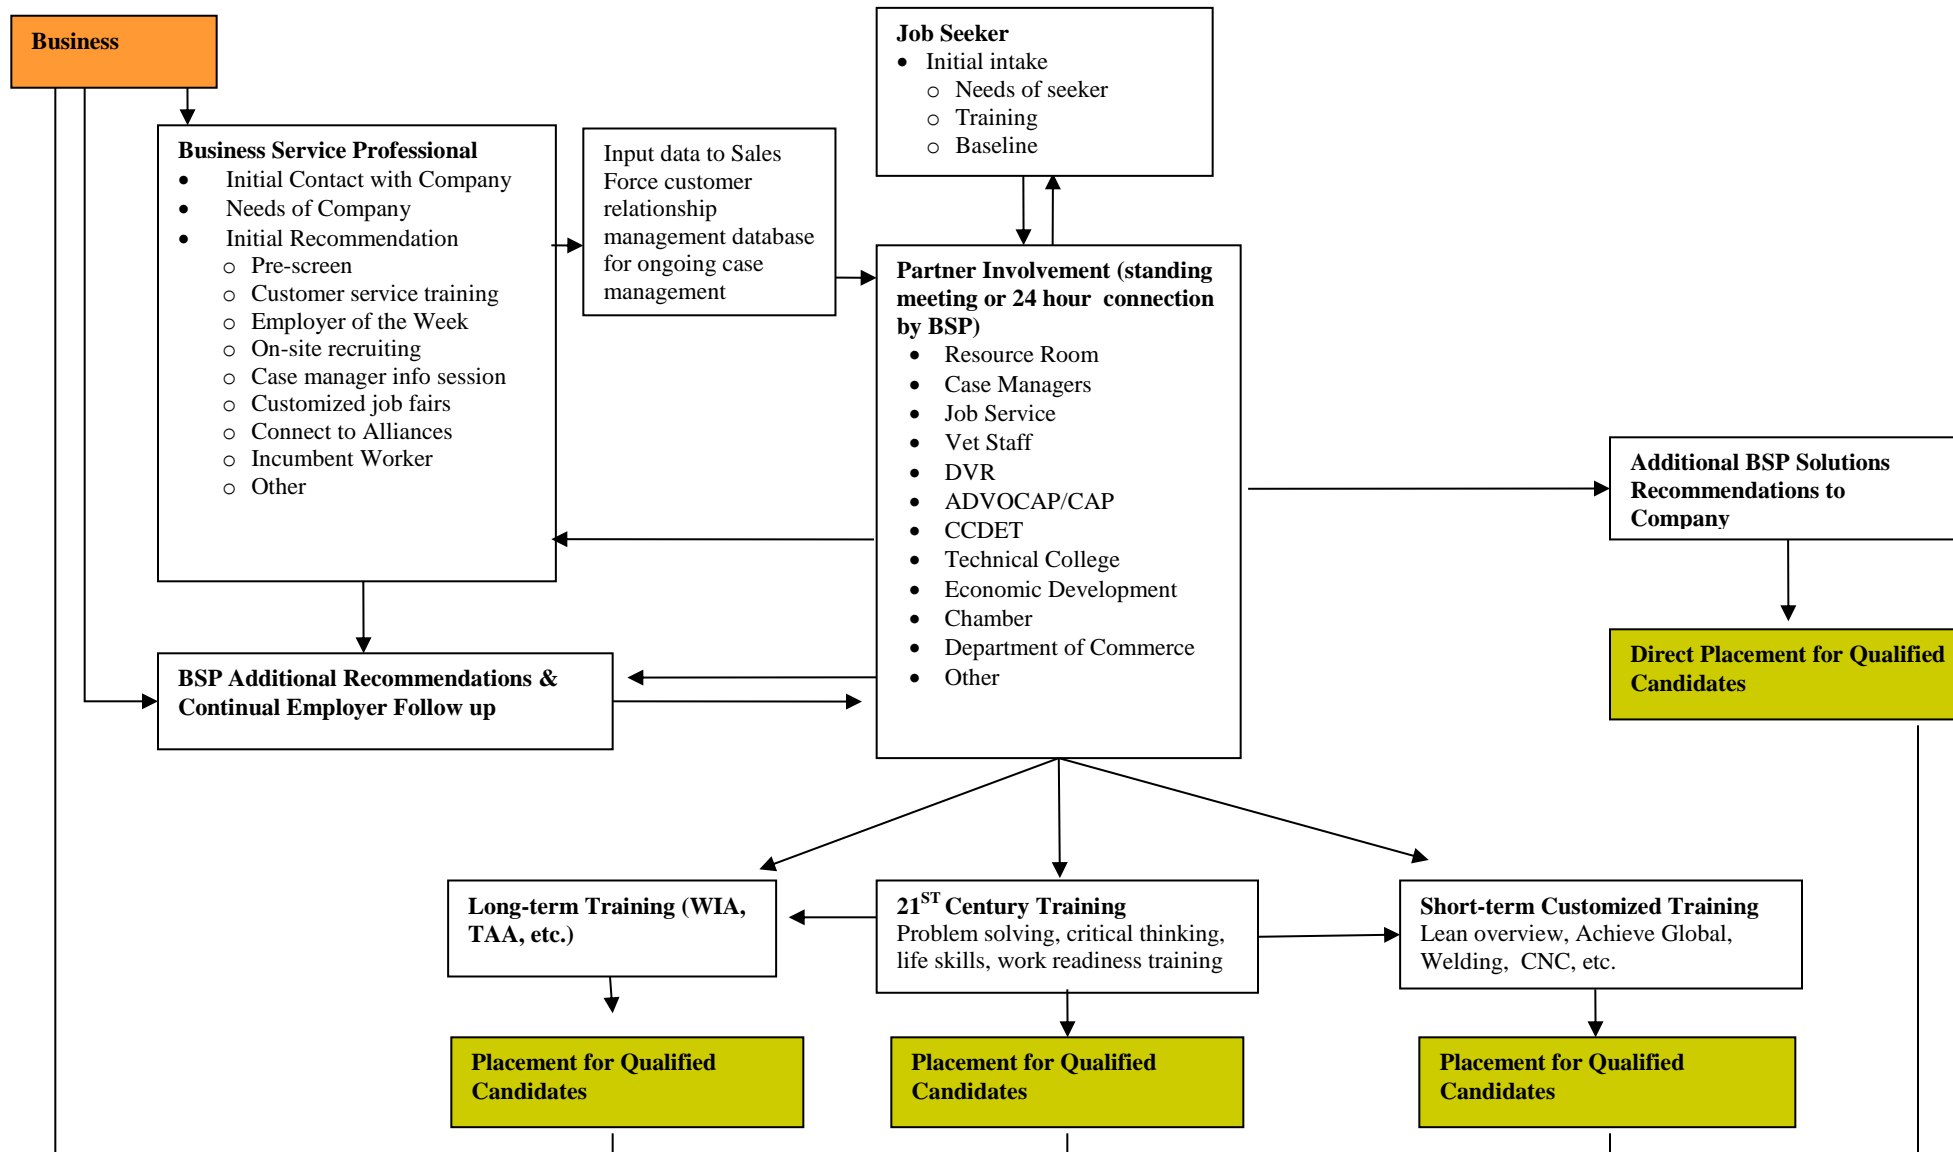 Business
Job Seeker
• Initial intake
o Needs of seeker
o Training
o Baseline
Business Service Professional
• Initial Contact with Company
• Needs of Company
• Initial Recommendation
o Pre-screen
o Customer service training
o Employer of the Week
o On-site recruiting
o Case manager info session
o Customized job fairs
o Connect to Alliances
o Incumbent Worker
o Other
Input data to Sales
Force customer
relationship
management database
for ongoing case
management
Partner Involvement (standing
meeting or 24 hour connection
by BSP)
• Resource Room
• Case Managers
• Job Service
• Vet Staff
• DVR
• ADVOCAP/CAP
• CCDET
• Technical College
• Economic Development
• Chamber
• Department of Commerce
• Other
Additional BSP Solutions
Recommendations to
Company
Direct Placement for Qualified
Candidates
BSP Additional Recommendations &
Continual Employer Follow up
Long-term Training (WIA,
TAA, etc.)
21ST Century Training
Problem solving, critical thinking,
life skills, work readiness training
Short-term Customized Training
Lean overview, Achieve Global,
Welding, CNC, etc.
Placement for Qualified
Candidates
Placement for Qualified
Candidates
Placement for Qualified
Candidates